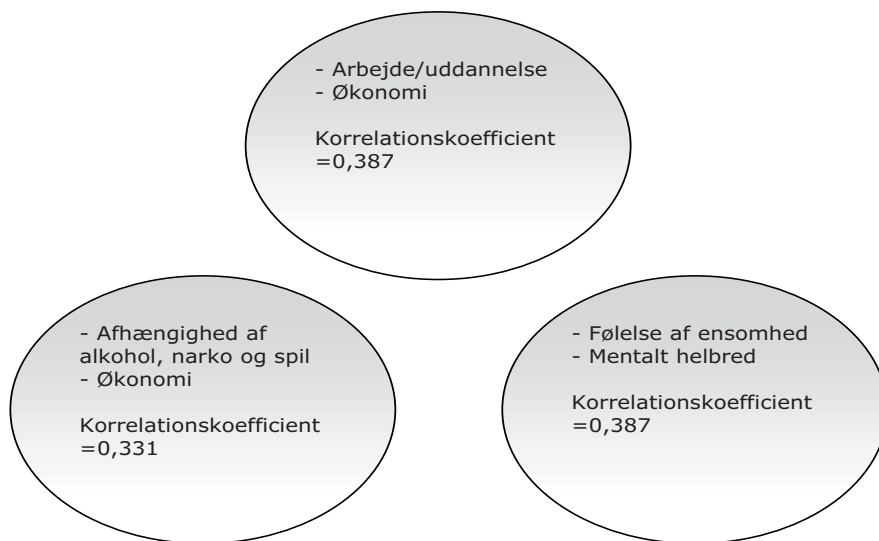 - Arbejde/uddannelse
- Økonomi
Korrelationskoefficient
=0,387
- Afhængighed af
alkohol, narko og spil
- Økonomi
Korrelationskoefficient
=0,331
- Følelse af ensomhed
- Mentalt helbred
Korrelationskoefficient
=0,387